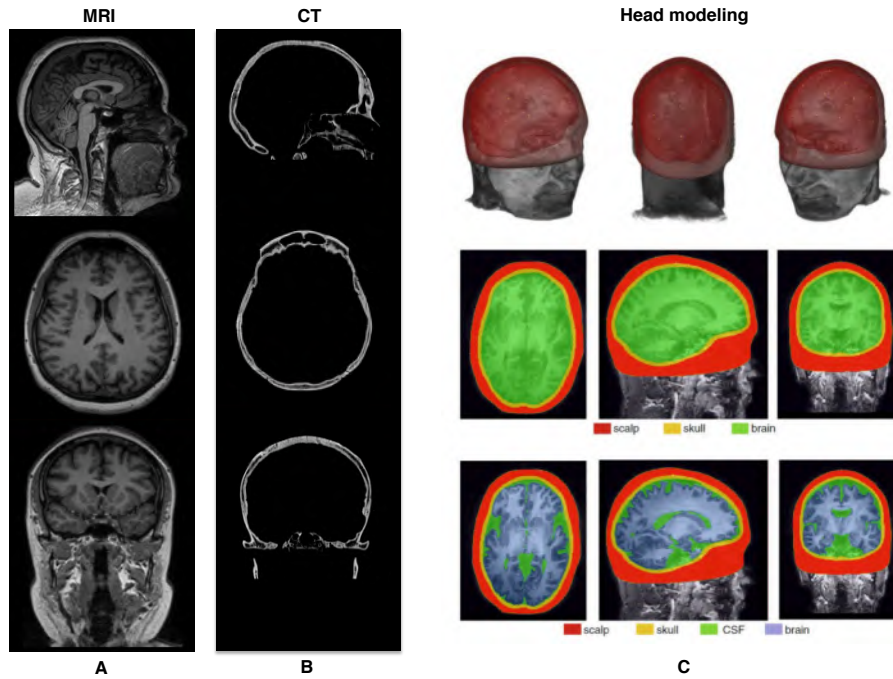 MRI
CT
Head modeling
scalp skull brain
scalp skull CSF brain
A
B
C